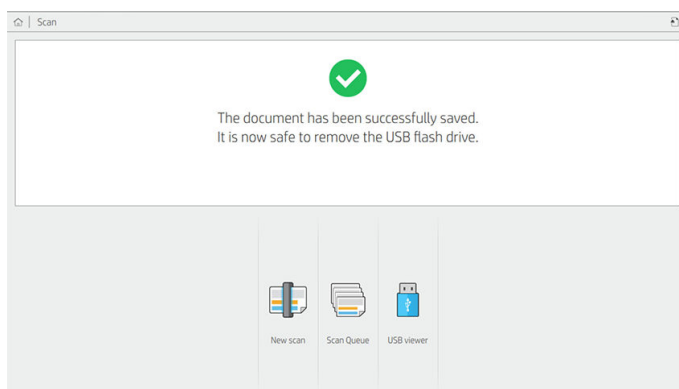 Scan
The document has been successfully saved.
It is now safe to remove the USB flash drive.
New scan
Scan Queue
USB viewer